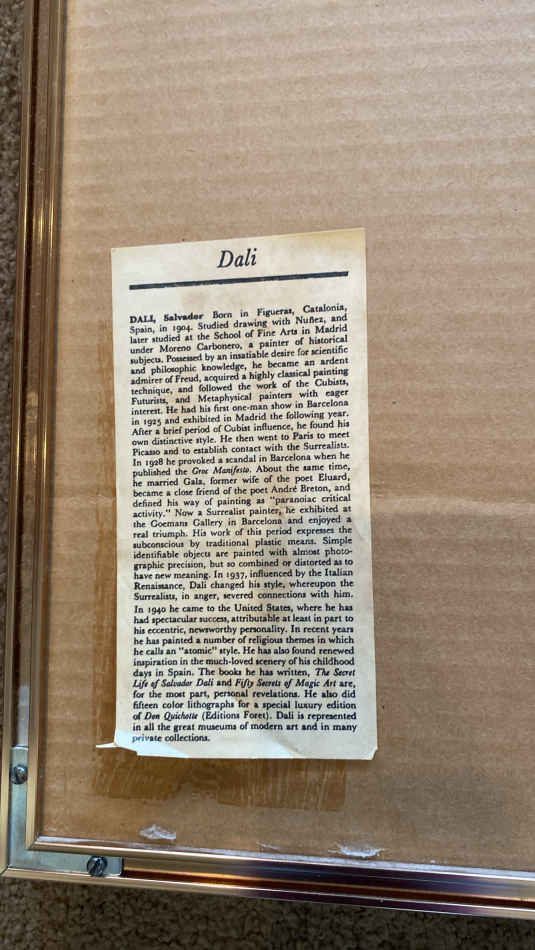 Dali
DALI, Salvador Born in Figueras, Catalonia,
Spain, in 1904. Studied drawing with Nuñez, and
later studied at the School of Fine Arts in Madrid
under Moreno Carbonero, a painter of historical
subjects. Possessed by an insatiable desire for scientific
and philosophic knowledge, he became an ardent
admirer of Freud, acquired a highly classical painting
technique, and followed the work of the Cubists,
Futurists, and Metaphysical painters with eager
interest. He had his first one-man show in Barcelona
in 1925 and exhibited in Madrid the following year.
After a brief period of Cubist influence, he found his
own distinctive style. He then went to Paris to meet
Picasso and to establish contact with the Surrealists.
In 1928 he provoked a scandal in Barcelona when he
published the Groc Manifesto. About the same time,
he married Gala, former wife of the poet Eluard,
became a close friend of the poet André Breton, and
defined his way of painting as "paranoiac critical
activity." Now a Surrealist painter, he exhibited at
the Goemans Gallery in Barcelona and enjoyed a
real triumph. His work of this period expresses the
subconscious by traditional plastic means. Simple
identifiable objects are painted with almost photo-
graphic precision, but so combined or distorted as to
have new meaning. In 1937, influenced by the Italian
Renaissance, Dali changed his style, whereupon the
Surrealists, in anger, severed connections with him.
In 1940 he came to the United States, where he has
had spectacular success, attributable at least in part to
his eccentric, newsworthy personality. In recent years
he has painted a number of religious themes in which
he calls an "atomic" style. He has also found renewed
inspiration in the much-loved scenery of his childhood
days in Spain. The books he has written, The Secret
Life of Salvador Dali and Fifty Secrets of Magic Art are,
for the most part, personal revelations. He also did
fifteen color lithographs for a special luxury edition
of Don Quichotte (Editions Foret). Dali is represented
in all the great museums of modern art and in many
private collections.